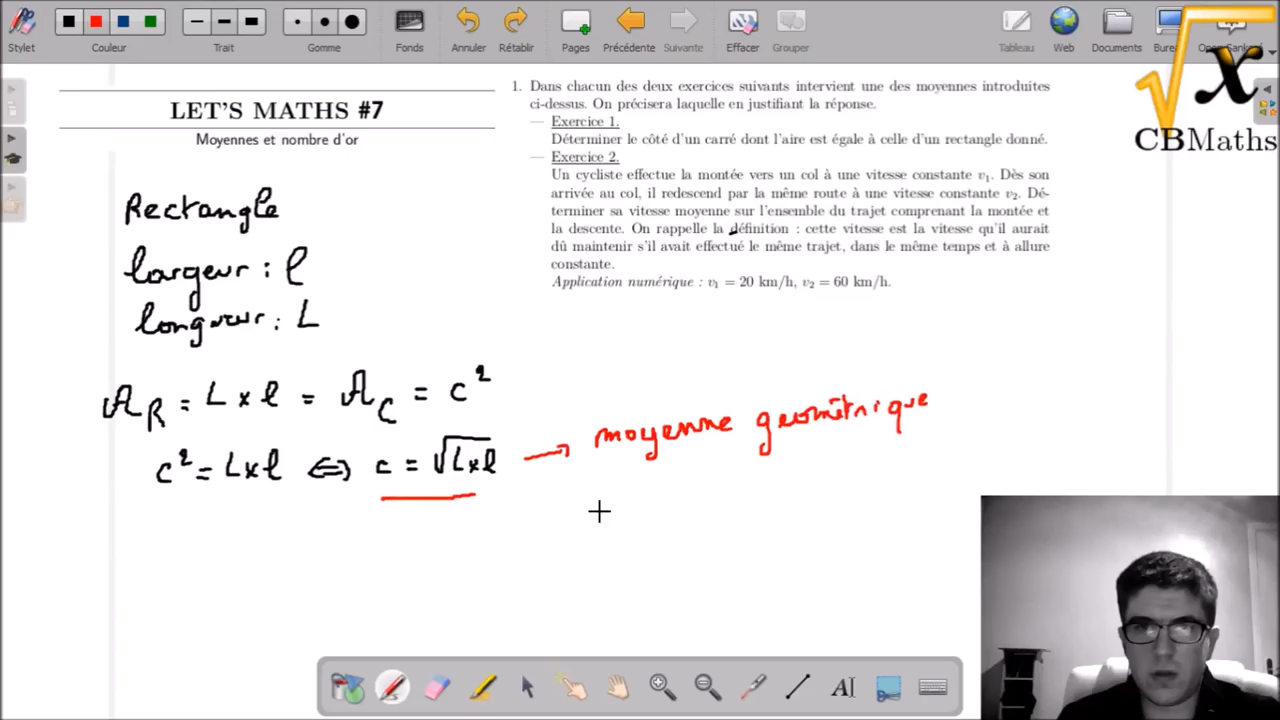 Stylet Couleur Trait Gomme Fonds Annuler Rétablir Pages Précédente Suivante Effacer Grouper Tableau Web Documents
√x
CBMaths
LET'S MATHS #7
Moyennes et nombre d'or
Rectangle
largeur : l
longueur : L
A_R = L × l = A_C = c²
c² = L×l ⇔ c = √L×l → moyenne géométrique
1. Dans chacun des deux exercices suivants intervient une des moyennes introduites
ci-dessus. On précisera laquelle en justifiant la réponse.
— Exercice 1.
Déterminer le côté d'un carré dont l'aire est égale à celle d'un rectangle donné.
— Exercice 2.
Un cycliste effectue la montée vers un col à une vitesse constante v₁. Dès son
arrivée au col, il redescend par la même route à une vitesse constante v₂. Dé-
terminer sa vitesse moyenne sur l'ensemble du trajet comprenant la montée et
la descente. On rappelle la définition : cette vitesse est la vitesse qu'il aurait
dû maintenir s'il avait effectué le même trajet, dans le même temps et à allure
constante.
Application numérique : v₁ = 20 km/h, v₂ = 60 km/h.
AI